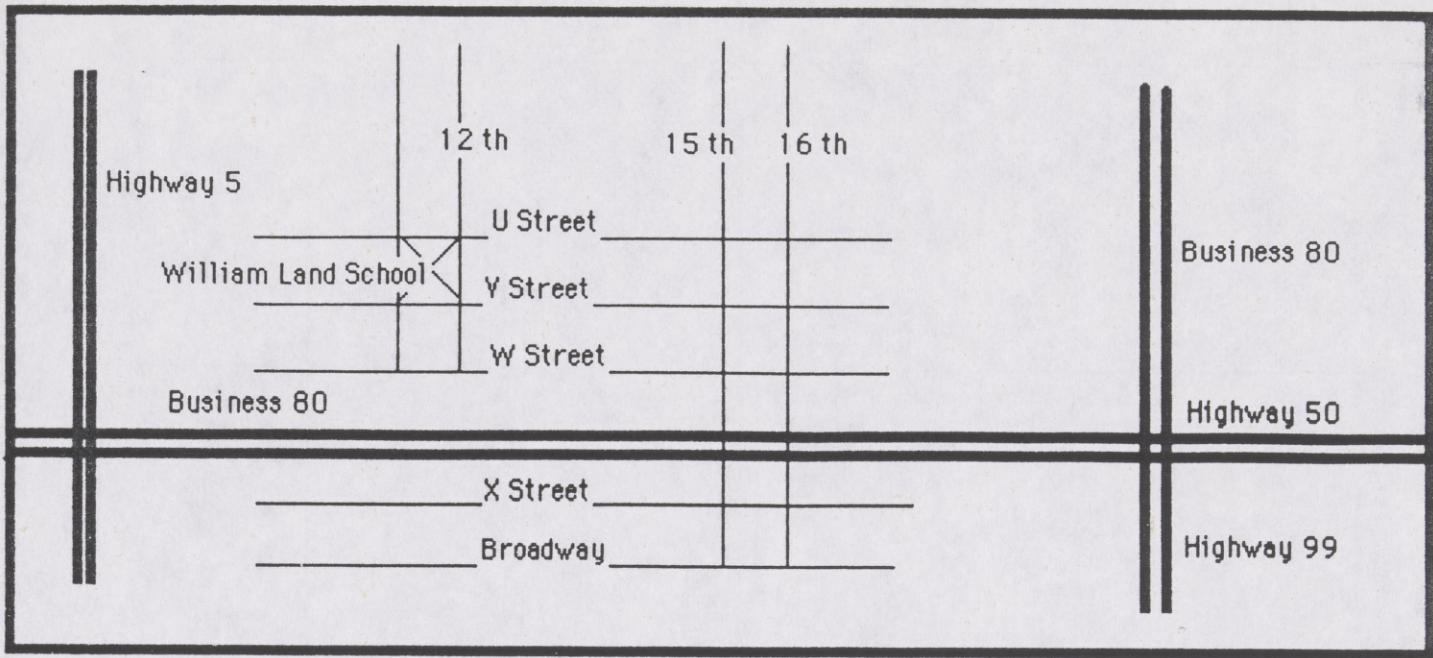 12 th
15 th
16 th
Highway 5
U Street
Business 80
William Land School
V Street
W Street
Business 80
Highway 50
X Street
Broadway
Highway 99